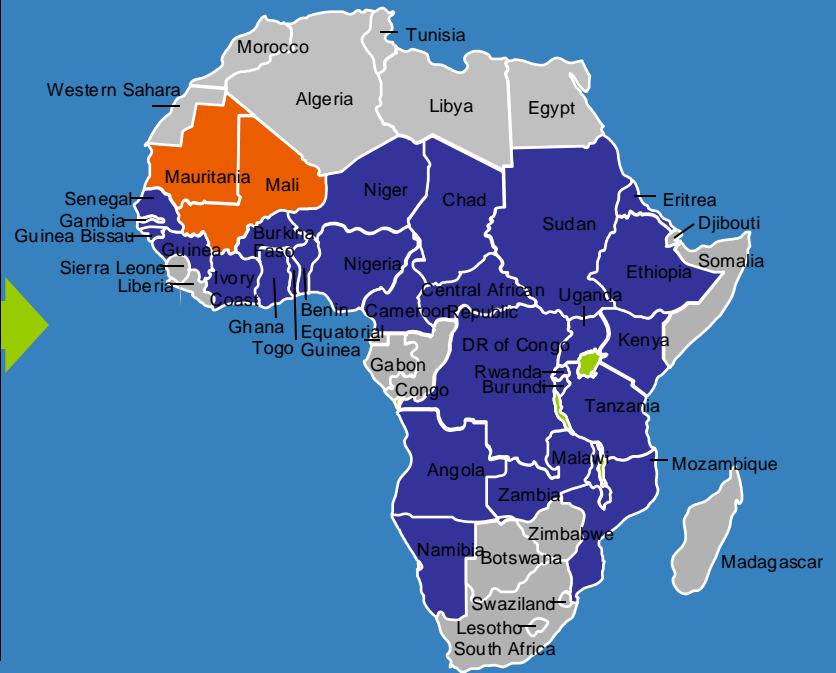 Tunisia
Morocco
Western Sahara
Algeria
Libya
Egypt
Mauritania
Mali
Niger
Chad
Senegal
Eritrea
Gambia
Djibouti
Guinea Bissau
Burkina
Faso
Sudan
Guinea
Nigeria
Somalia
Sierra Leone
Ethiopia
Liberia
Ivory
Coast
Central African
Republic
Uganda
Benin
Cameroon
Ghana
Equatorial
Guinea
Togo
Kenya
DR of Congo
Gabon
Rwanda
Congo
Burundi
Tanzania
Malawi
Mozambique
Angola
Zambia
Zimbabwe
Namibia
Botswana
Madagascar
Swaziland
Lesotho
South Africa